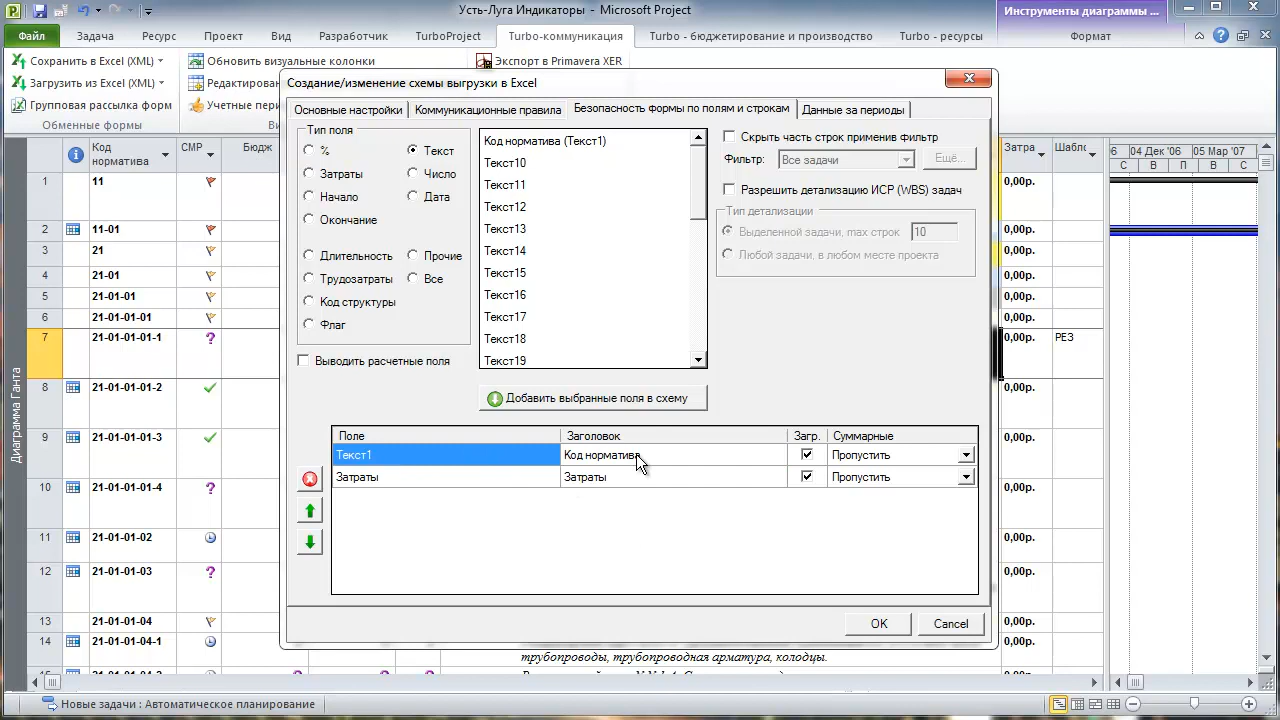 Усть-Луга Индикаторы - Microsoft Project
Инструменты диаграммы ...
Файл
Задача
Ресурс
Проект
Вид
Разработчик
TurboProject
Turbo-коммуникация
Turbo - бюджетирование и производство
Turbo - ресурсы
Формат
Сохранить в Excel (XML)
Обновить визуальные колонки
Экспорт в Primavera XER
Загрузить из Excel (XML)
Групповая рассылка форм
Обменные формы
Создание/изменение схемы выгрузки в Excel
Основные настройки
Коммуникационные правила
Безопасность формы по полям и строкам
Данные за периоды
Тип поля
%
Текст
Затраты
Число
Начало
Дата
Окончание
Длительность
Прочие
Трудозатраты
Все
Код структуры
Флаг
Выводить расчетные поля
Код норматива (Текст1)
Текст10
Текст11
Текст12
Текст13
Текст14
Текст15
Текст16
Текст17
Текст18
Текст19
Скрыть часть строк применив фильтр
Фильтр:
Все задачи
Ещё...
Разрешить детализацию ИСР (WBS) задач
Тип детализации
Выделенной задачи, max строк
10
Любой задачи, в любом месте проекта
Добавить выбранные поля в схему
Поле
Заголовок
Загр.
Суммарные
Текст1
Код норматива
Пропустить
Затраты
Затраты
Пропустить
OK
Cancel
Код норматива
СМР
Бюдж
Затра
Шабло
6
04 Дек '06
05 Мар '07
С
В
П
В
С
В
1
11
0,00р.
2
11-01
0,00р.
3
21
0,00р.
4
21-01
0,00р.
5
21-01-01
0,00р.
6
21-01-01-01
0,00р.
7
21-01-01-01-1
0,00р.
РЕЗ
8
21-01-01-01-2
0,00р.
9
21-01-01-01-3
0,00р.
10
21-01-01-01-4
0,00р.
11
21-01-01-02
0,00р.
12
21-01-01-03
0,00р.
13
21-01-01-04
0,00р.
14
21-01-01-04-1
0,00р.
трубопроводы, трубопроводная арматура, колодцы.
Диаграмма Ганта
Новые задачи : Автоматическое планирование